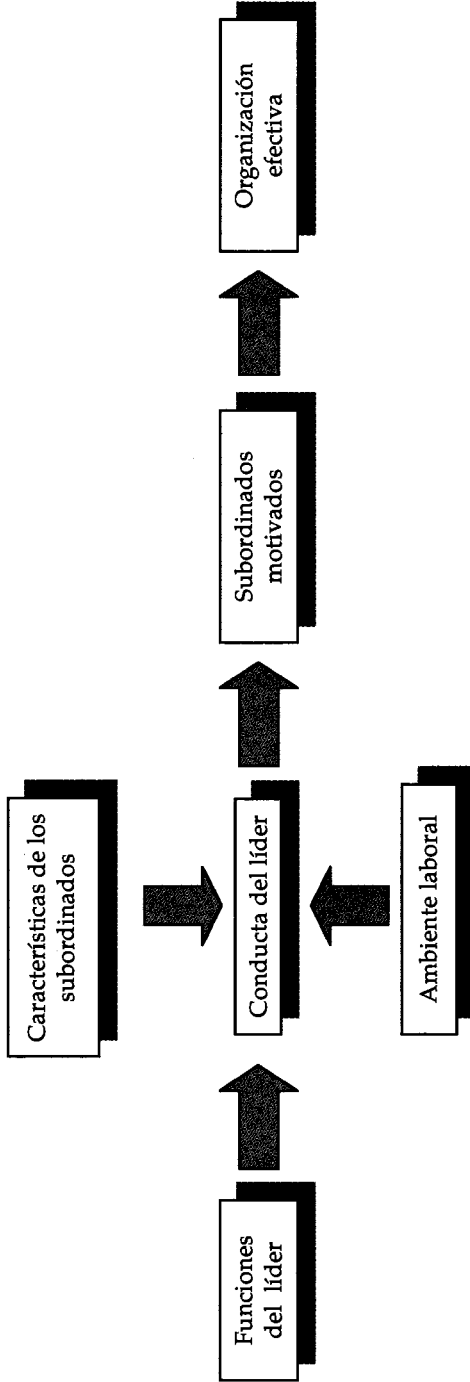 Características de los
subordinados
Funciones
del líder
Conducta del líder
Subordinados
motivados
Organización
efectiva
Ambiente laboral